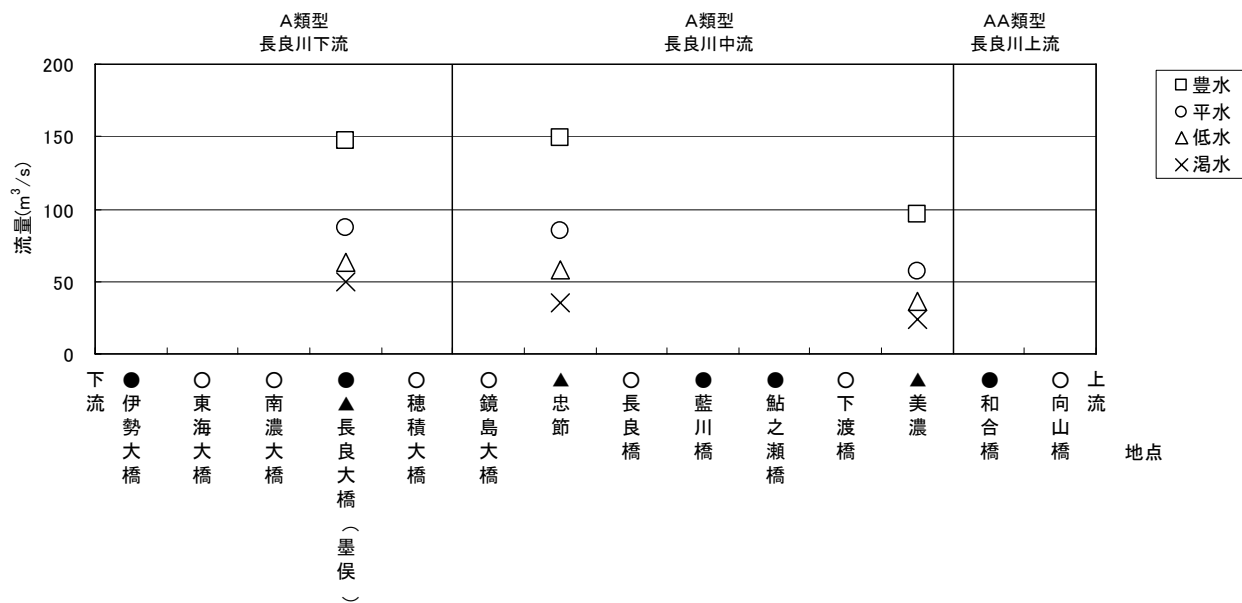 A類型
長良川下流
A類型
長良川中流
AA類型
長良川上流
200
150
100
50
0
流量(m³/s)
□豊水
○平水
△低水
×渇水
下流
●伊勢大橋
○東海大橋
○南濃大橋
●▲長良大橋(墨俣)
○穂積大橋
○鏡島大橋
▲忠節
○長良橋
●藍川橋
●鮎之瀬橋
○下渡橋
▲美濃
●和合橋
○向山橋
上流
地点